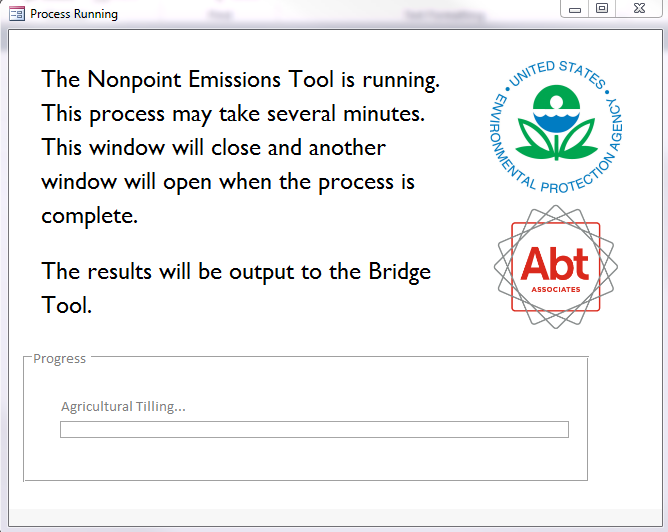 Process Running
The Nonpoint Emissions Tool is running.
This process may take several minutes.
This window will close and another
window will open when the process is
complete.
The results will be output to the Bridge
Tool.
• UNITED STATES •
ENVIRONMENTAL PROTECTION AGENCY
Abt
ASSOCIATES
Progress
Agricultural Tilling...